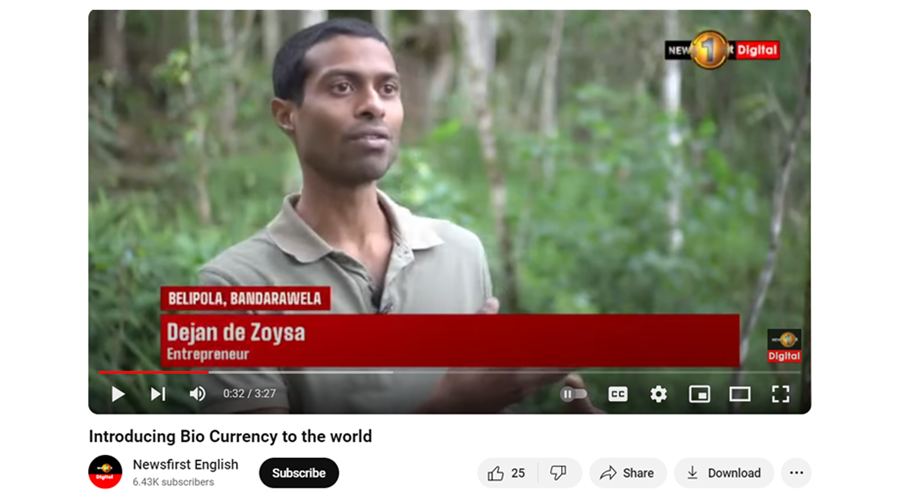 NEWS 1st Digital
BELIPOLA, BANDARAWELA
Dejan de Zoysa
Entrepreneur
Digital
0:32 / 3:27
CC
Introducing Bio Currency to the world
Digital
Newsfirst English
6.43K subscribers
Subscribe
25
Share
Download